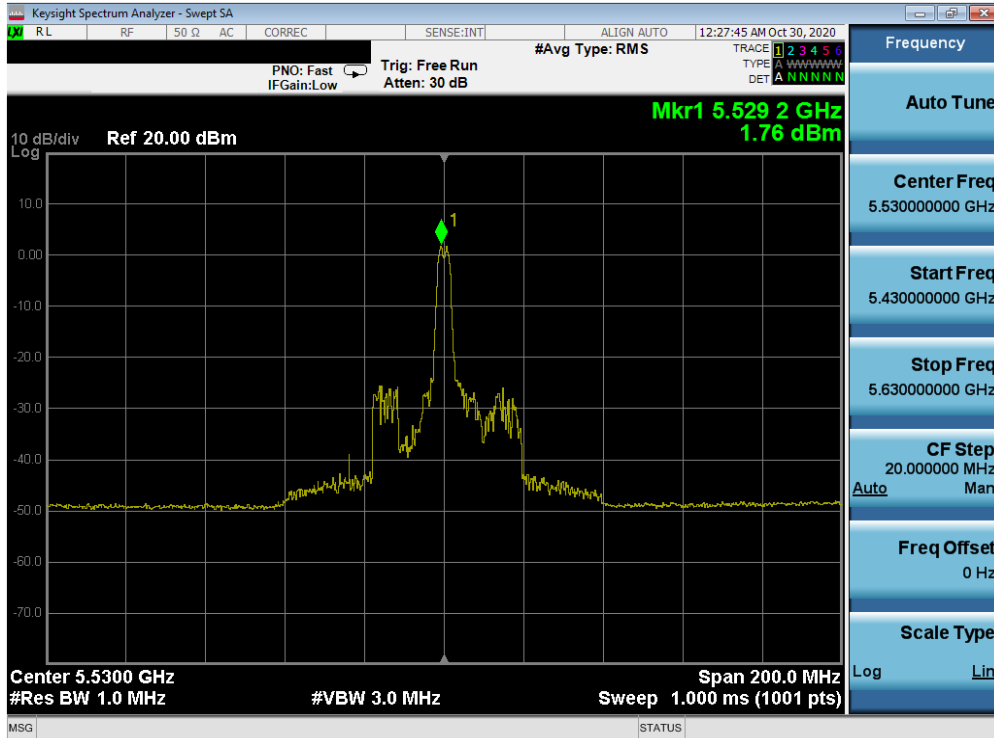 Keysight Spectrum Analyzer - Swept SA
LXI RL RF 50 Ω AC CORREC SENSE:INT ALIGN AUTO 12:27:45 AM Oct 30, 2020
#Avg Type: RMS
TRACE 1 2 3 4 5 6
PNO: Fast Trig: Free Run
TYPE A WWWWW
IFGain:Low Atten: 30 dB
DET A N N N N N
Mkr1 5.529 2 GHz
1.76 dBm
10 dB/div Ref 20.00 dBm
Log
1
10.0
0.00
-10.0
-20.0
-30.0
-40.0
-50.0
-60.0
-70.0
Center 5.5300 GHz Span 200.0 MHz
#Res BW 1.0 MHz #VBW 3.0 MHz Sweep 1.000 ms (1001 pts)
MSG STATUS
Frequency
Auto Tune
Center Freq
5.530000000 GHz
Start Freq
5.430000000 GHz
Stop Freq
5.630000000 GHz
CF Step
20.000000 MHz
Auto Man
Freq Offset
0 Hz
Scale Type
Log Lin